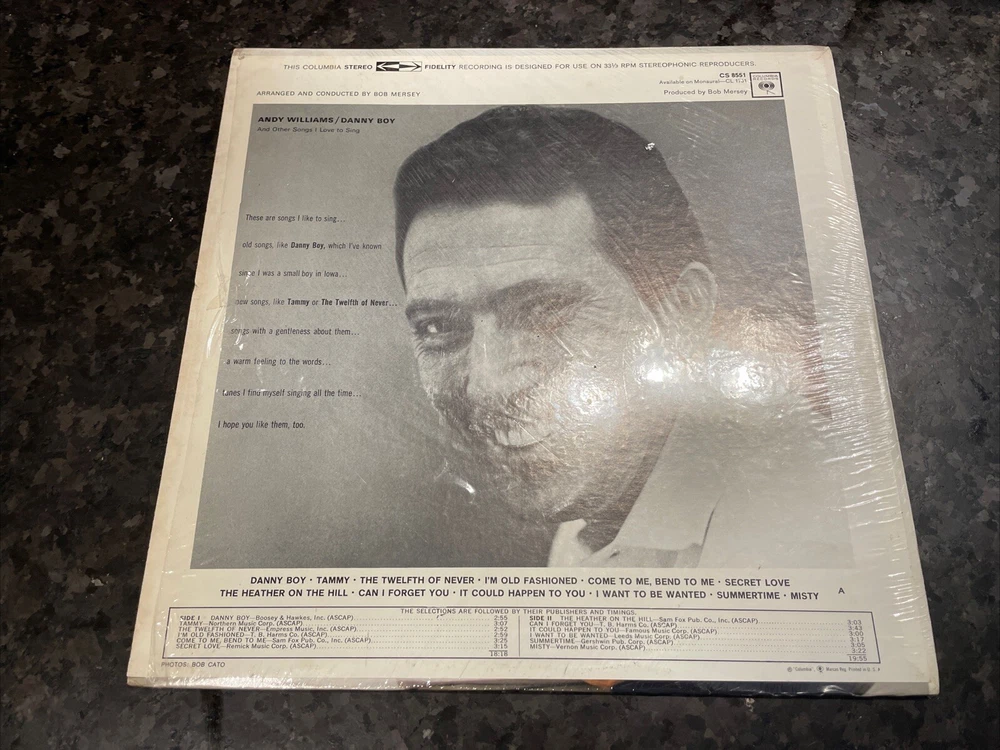 THIS COLUMBIA STEREO FIDELITY RECORDING IS DESIGNED FOR USE ON 33⅓ RPM STEREOPHONIC REPRODUCERS.
CS 8551
Available on Monaural—CL
ARRANGED AND CONDUCTED BY BOB MERSEY
Produced by Bob Mersey
COLUMBIA RECORDS
ANDY WILLIAMS/DANNY BOY
And Other Songs I Love to Sing
These are songs I like to sing...
old songs, like Danny Boy, which I've known
since I was a small boy in Iowa...
new songs, like Tammy or The Twelfth of Never...
songs with a gentleness about them...
a warm feeling to the words...
tunes I find myself singing all the time...
I hope you like them, too.
DANNY BOY · TAMMY · THE TWELFTH OF NEVER · I'M OLD FASHIONED · COME TO ME, BEND TO ME · SECRET LOVE
THE HEATHER ON THE HILL · CAN I FORGET YOU · IT COULD HAPPEN TO YOU · I WANT TO BE WANTED · SUMMERTIME · MISTY A
THE SELECTIONS ARE FOLLOWED BY THEIR PUBLISHERS AND TIMINGS.
SIDE I DANNY BOY—Boosey & Hawkes, Inc. (ASCAP) 2:55
TAMMY—Northern Music Corp. (ASCAP) 3:07
THE TWELFTH OF NEVER—Empress Music, Inc. (ASCAP) 2:52
I'M OLD FASHIONED—T. B. Harms Co. (ASCAP) 2:59
COME TO ME, BEND TO ME—Sam Fox Pub. Co., Inc. (ASCAP) 3:25
SECRET LOVE—Remick Music Corp. (ASCAP) 3:15
18:18
SIDE II THE HEATHER ON THE HILL—Sam Fox Pub. Co., Inc. (ASCAP) 3:03
CAN I FORGET YOU—T. B. Harms Co. (ASCAP) 3:43
IT COULD HAPPEN TO YOU—Famous Music Corp. (ASCAP) 3:00
I WANT TO BE WANTED—Leeds Music Corp. (ASCAP) 3:17
SUMMERTIME—Gershwin Pub. Corp. (ASCAP) 3:05
MISTY—Vernon Music Corp. (ASCAP) 3:22
19:55
PHOTOS: BOB CATO
© "Columbia", Marcas Reg. Printed in U. S. A